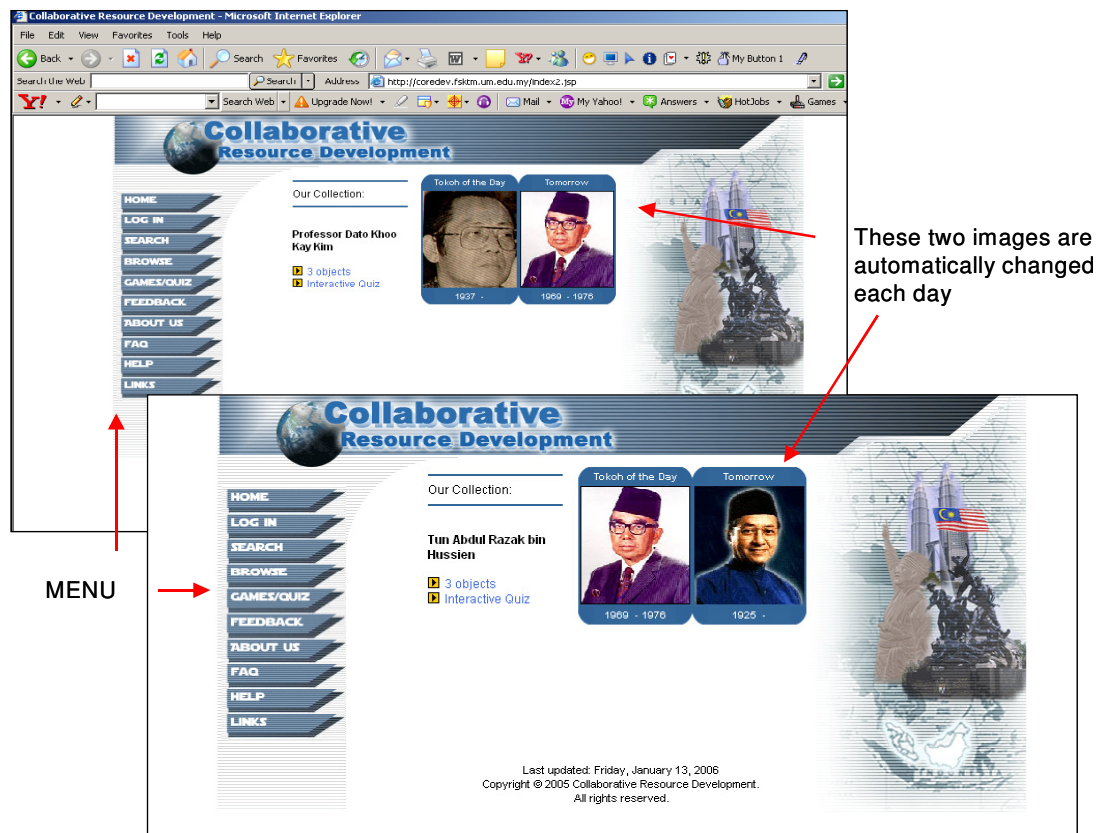 Collaborative Resource Development - Microsoft Internet Explorer
File Edit View Favorites Tools Help
Back Search Favorites My Button 1
Search the Web Search Address http://coredev.fsktm.um.edu.my/index2.jsp
Y! Search Web Upgrade Now! Mail My Yahoo! Answers HotJobs Games
Collaborative
Resource Development
HOME
LOG IN
SEARCH
BROWSE
GAMES/QUIZ
FEEDBACK
ABOUT US
FAQ
HELP
LINKS
Our Collection:
Professor Dato Khoo
Kay Kim
3 objects
Interactive Quiz
Tokoh of the Day Tomorrow
1937 - 1969 - 1976
These two images are
automatically changed
each day
MENU
Collaborative
Resource Development
HOME
LOG IN
SEARCH
BROWSE
GAMES/QUIZ
FEEDBACK
ABOUT US
FAQ
HELP
LINKS
Our Collection:
Tun Abdul Razak bin
Hussien
3 objects
Interactive Quiz
Tokoh of the Day Tomorrow
1969 - 1976 1925 -
Last updated: Friday, January 13, 2006
Copyright © 2005 Collaborative Resource Development.
All rights reserved.